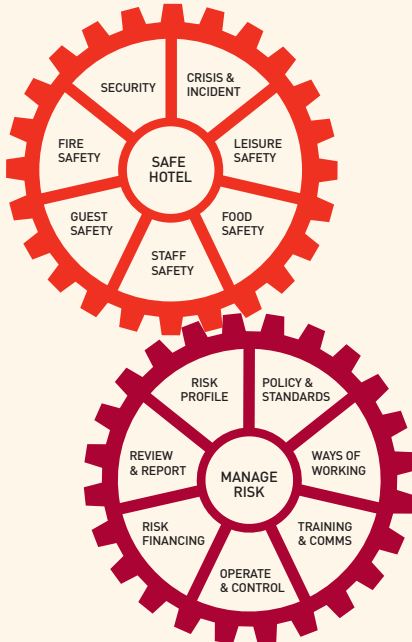 SECURITY
CRISIS &
INCIDENT
FIRE
SAFETY
SAFE
HOTEL
LEISURE
SAFETY
GUEST
SAFETY
FOOD
SAFETY
STAFF
SAFETY
RISK
PROFILE
POLICY &
STANDARDS
REVIEW
& REPORT
MANAGE
RISK
WAYS OF
WORKING
RISK
FINANCING
TRAINING
& COMMS
OPERATE
& CONTROL